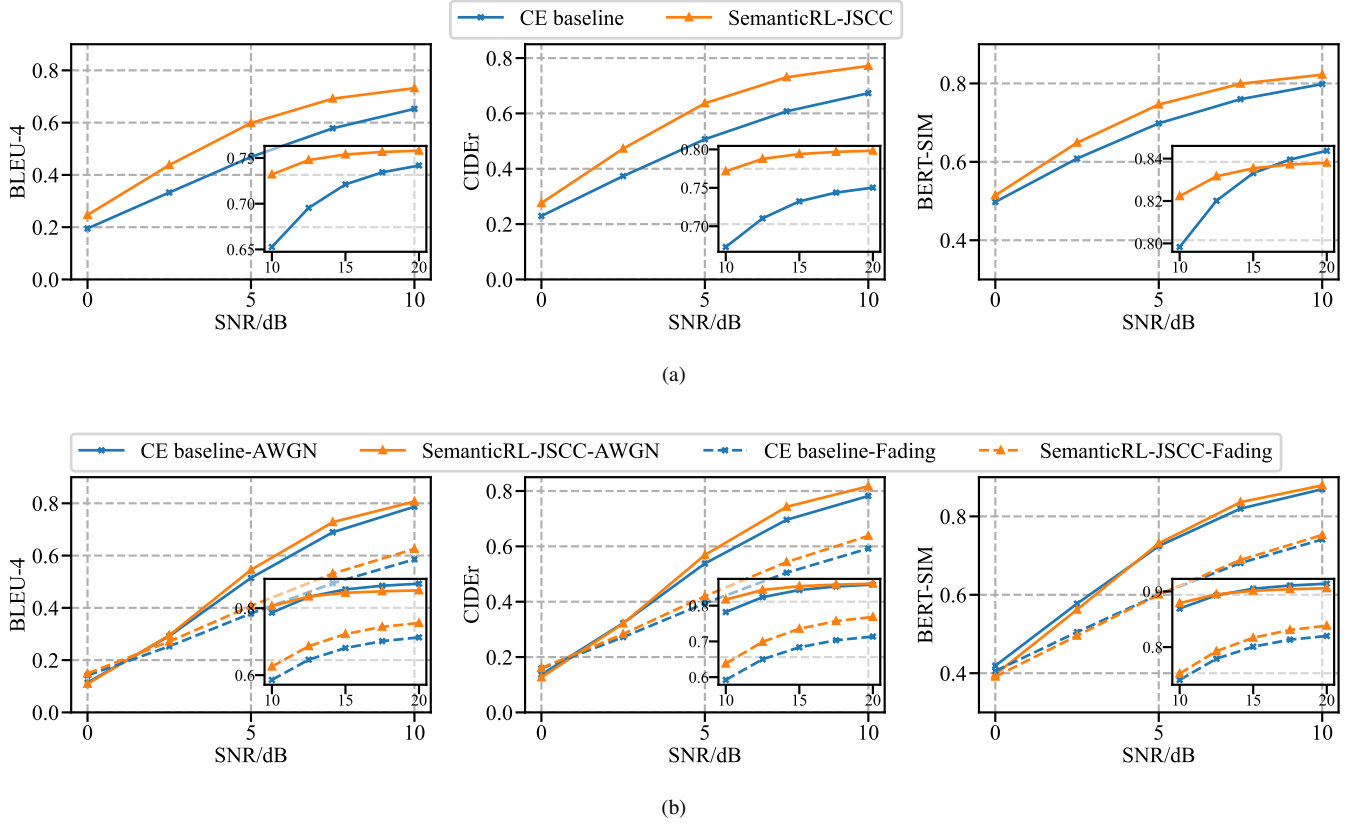 CE baseline SemanticRL-JSCC
BLEU-4
0.8
0.6
0.4
0.2
0.0
0.75
0.70
0.65
10 15 20
0 5 10
SNR/dB
CIDEr
0.8
0.6
0.4
0.2
0.0
0.80
0.75
0.70
10 15 20
0 5 10
SNR/dB
BERT-SIM
0.8
0.6
0.4
0.84
0.82
0.80
10 15 20
0 5 10
SNR/dB
(a)
CE baseline-AWGN SemanticRL-JSCC-AWGN CE baseline-Fading SemanticRL-JSCC-Fading
BLEU-4
0.8
0.6
0.4
0.2
0.0
0.8
0.6
10 15 20
0 5 10
SNR/dB
CIDEr
0.8
0.6
0.4
0.2
0.0
0.8
0.7
0.6
10 15 20
0 5 10
SNR/dB
BERT-SIM
0.8
0.6
0.4
0.9
0.8
10 15 20
0 5 10
SNR/dB
(b)